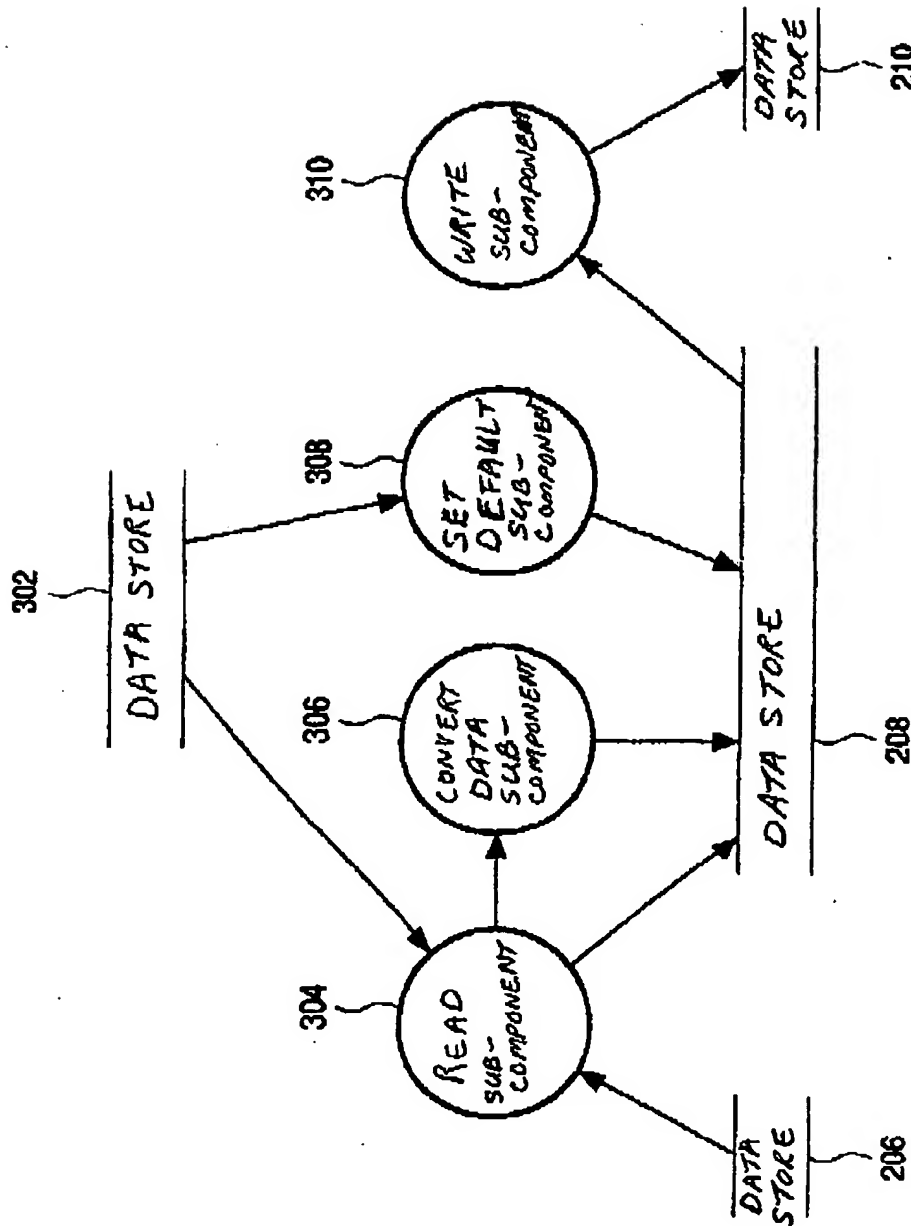 302
DATA STORE
304
READ
SUB-
COMPONENT
306
CONVERT
DATA
SUB-
COMPONENT
308
SET
DEFAULT
SUB-
COMPONENT
310
WRITE
SUB-
COMPONENT
DATA
STORE
206
DATA STORE
208
DATA
STORE
210